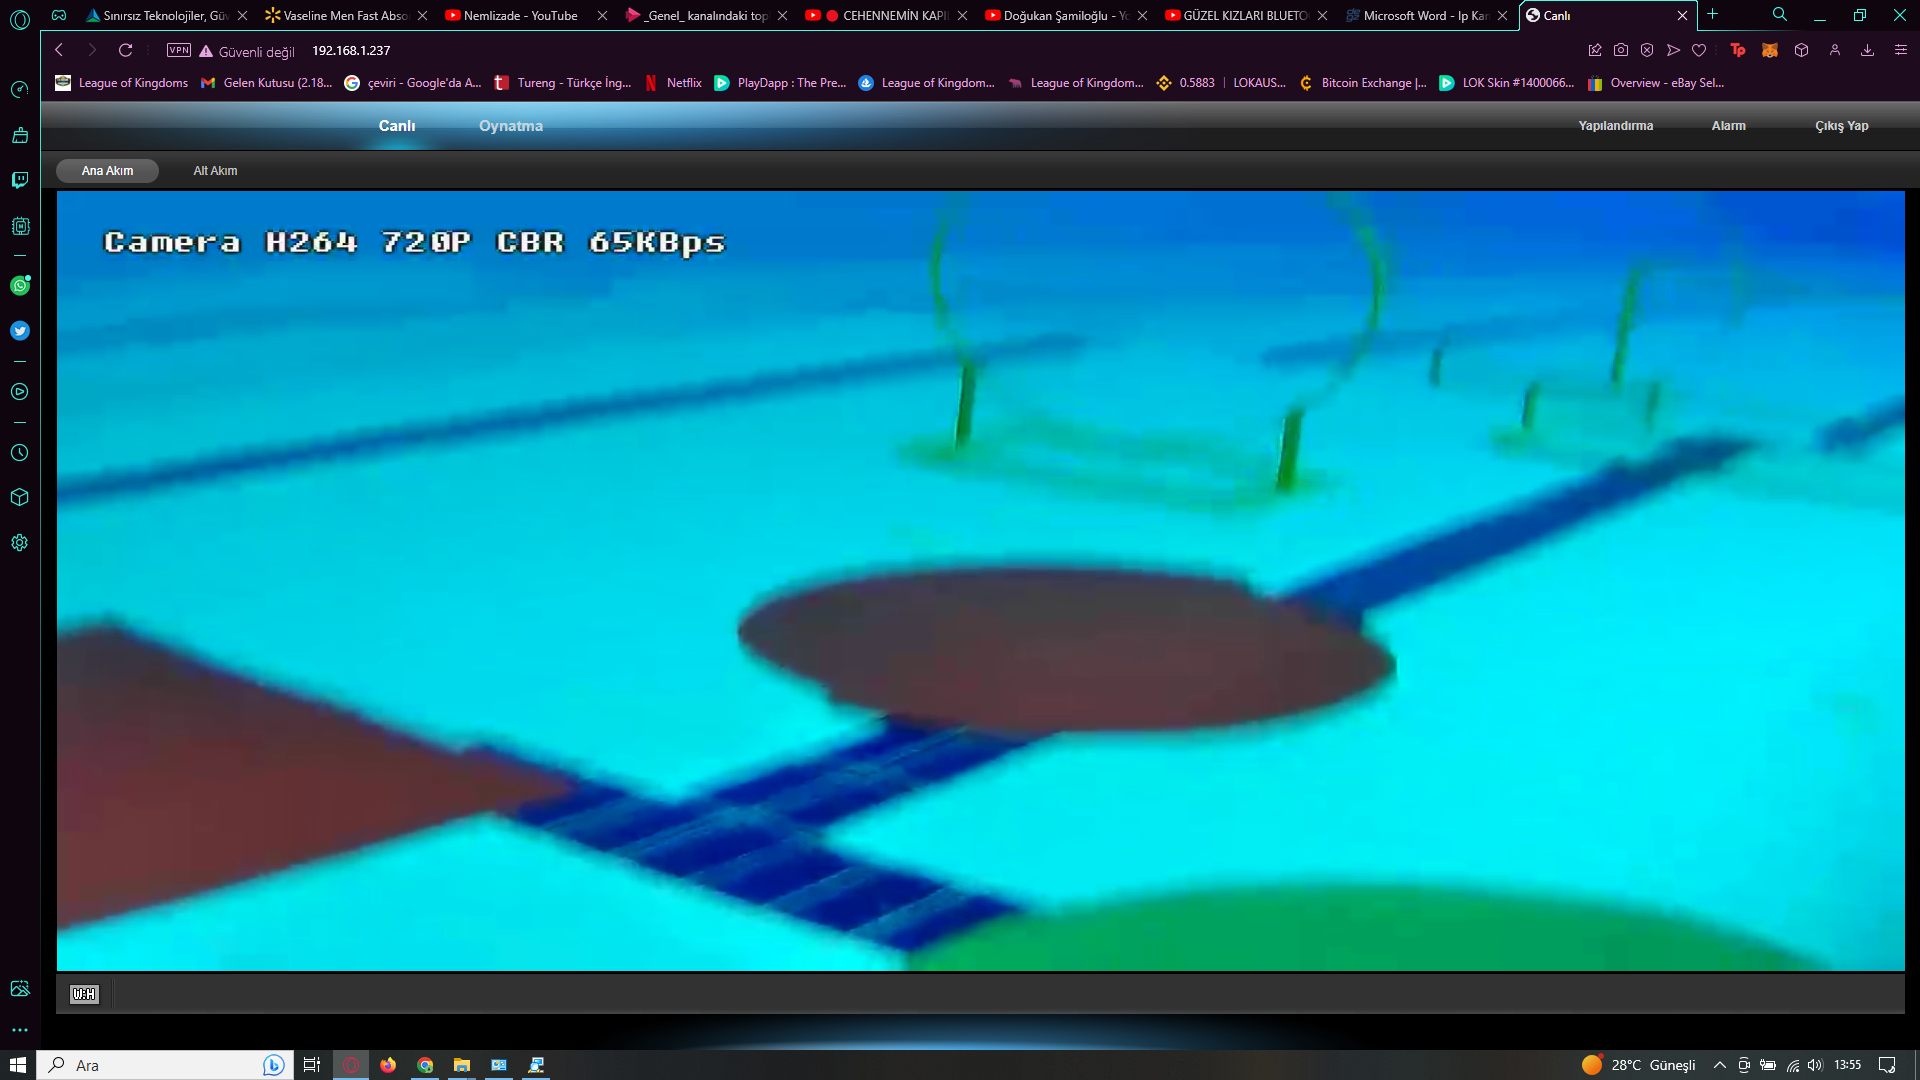 Sınırsız Teknolojiler, Güv
Vaseline Men Fast Abso
Nemlizade - YouTube
_Genel_ kanalındaki top
CEHENNEMİN KAPI
Doğukan Şamiloğlu - Yo
GÜZEL KIZLARI BLUETO
Microsoft Word - Ip Kam
Canlı
VPN
Güvenli değil
192.168.1.237
Tp
League of Kingdoms
Gelen Kutusu (2.18...
çeviri - Google'da A...
Tureng - Türkçe İng...
Netflix
PlayDapp : The Pre...
League of Kingdom...
League of Kingdom...
0.5883 | LOKAUS...
Bitcoin Exchange |...
LOK Skin #1400066...
Overview - eBay Sel...
Canlı
Oynatma
Yapılandırma
Alarm
Çıkış Yap
Ana Akım
Alt Akım
Camera H264 720P CBR 65KBps
W:H
Ara
28°C Güneşli
13:55